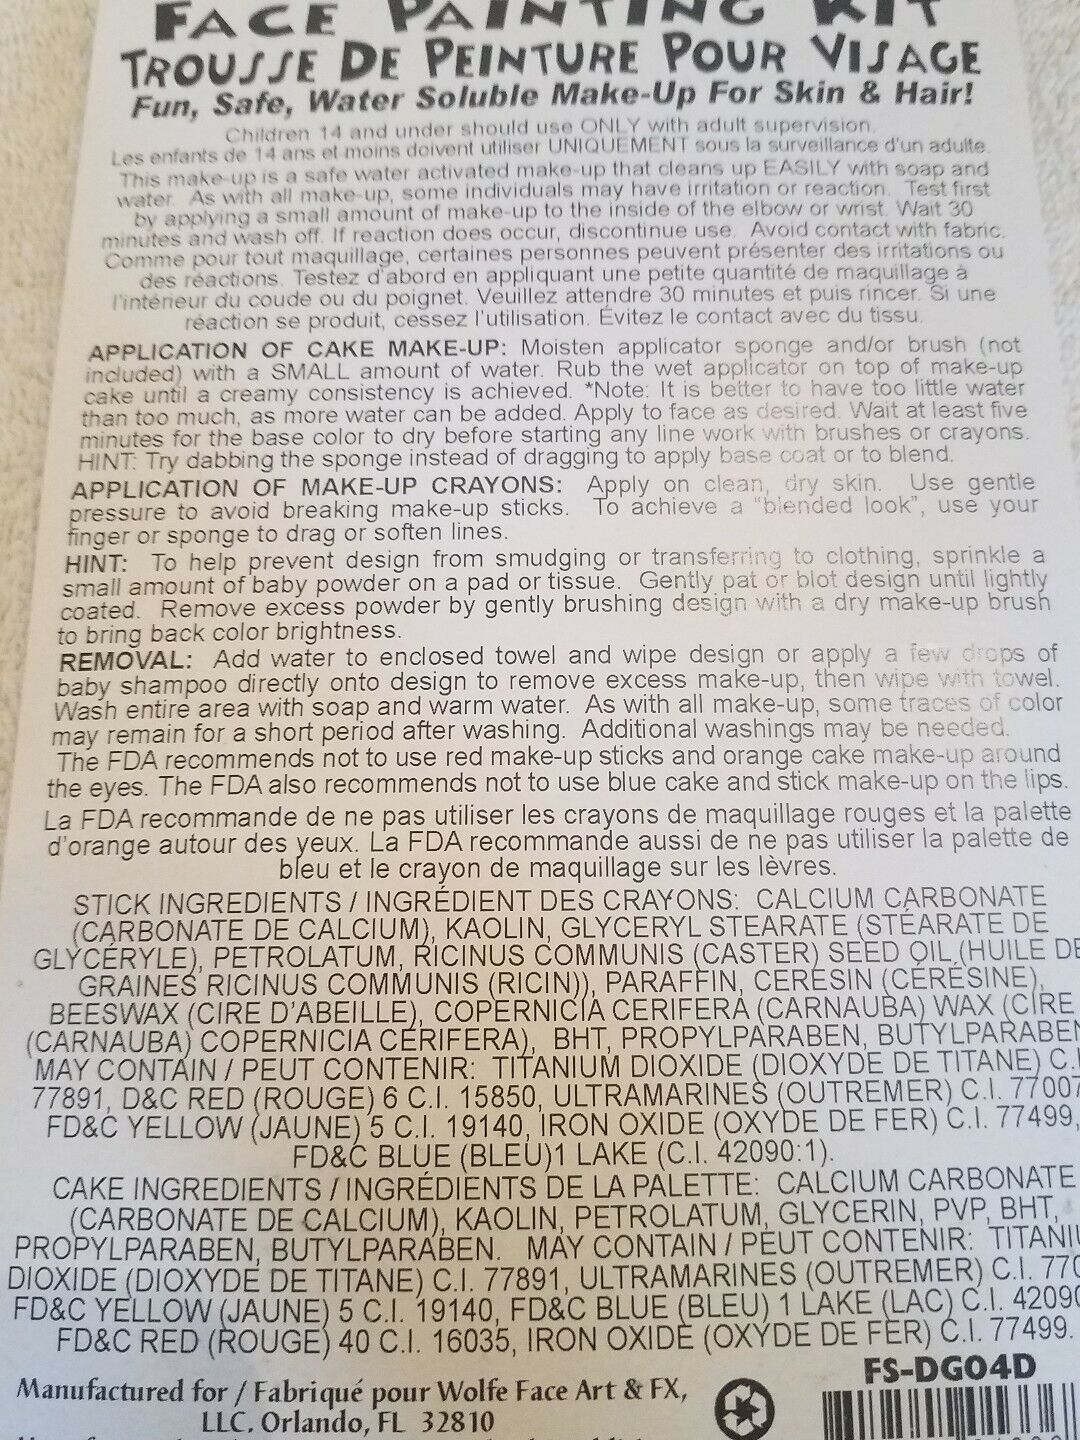 FACE PAINTING KIT
TROUSSE DE PEINTURE POUR VISAGE
Fun, Safe, Water Soluble Make-Up For Skin & Hair!
Children 14 and under should use ONLY with adult supervision.
Les enfants de 14 ans et moins doivent utiliser UNIQUEMENT sous la surveillance d'un adulte.
This make-up is a safe water activated make-up that cleans up EASILY with soap and
water. As with all make-up, some individuals may have irritation or reaction. Test first
by applying a small amount of make-up to the inside of the elbow or wrist. Wait 30
minutes and wash off. If reaction does occur, discontinue use. Avoid contact with fabric.
Comme pour tout maquillage, certaines personnes peuvent présenter des irritations ou
des réactions. Testez d'abord en appliquant une petite quantité de maquillage à
l'intérieur du coude ou du poignet. Veuillez attendre 30 minutes et puis rincer. Si une
réaction se produit, cessez l'utilisation. Évitez le contact avec du tissu.
APPLICATION OF CAKE MAKE-UP: Moisten applicator sponge and/or brush (not
included) with a SMALL amount of water. Rub the wet applicator on top of make-up
cake until a creamy consistency is achieved. *Note: It is better to have too little water
than too much, as more water can be added. Apply to face as desired. Wait at least five
minutes for the base color to dry before starting any line work with brushes or crayons.
HINT: Try dabbing the sponge instead of dragging to apply base coat or to blend.
APPLICATION OF MAKE-UP CRAYONS: Apply on clean, dry skin. Use gentle
pressure to avoid breaking make-up sticks. To achieve a "blended look", use your
finger or sponge to drag or soften lines.
HINT: To help prevent design from smudging or transferring to clothing, sprinkle a
small amount of baby powder on a pad or tissue. Gently pat or blot design until lightly
coated. Remove excess powder by gently brushing design with a dry make-up brush
to bring back color brightness.
REMOVAL: Add water to enclosed towel and wipe design or apply a few drops of
baby shampoo directly onto design to remove excess make-up, then wipe with towel.
Wash entire area with soap and warm water. As with all make-up, some traces of color
may remain for a short period after washing. Additional washings may be needed.
The FDA recommends not to use red make-up sticks and orange cake make-up around
the eyes. The FDA also recommends not to use blue cake and stick make-up on the lips.
La FDA recommande de ne pas utiliser les crayons de maquillage rouges et la palette
d'orange autour des yeux. La FDA recommande aussi de ne pas utiliser la palette de
bleu et le crayon de maquillage sur les lèvres.
STICK INGREDIENTS / INGRÉDIENT DES CRAYONS: CALCIUM CARBONATE
(CARBONATE DE CALCIUM), KAOLIN, GLYCERYL STEARATE (STÉARATE DE
GLYCÉRYLE), PETROLATUM, RICINUS COMMUNIS (CASTER) SEED OIL (HUILE DE
GRAINES RICINUS COMMUNIS (RICIN)), PARAFFIN, CERESIN (CÉRÉSINE),
BEESWAX (CIRE D'ABEILLE), COPERNICIA CERIFERA (CARNAUBA) WAX (CIRE
(CARNAUBA) COPERNICIA CERIFERA), BHT, PROPYLPARABEN, BUTYLPARABEN
MAY CONTAIN / PEUT CONTENIR: TITANIUM DIOXIDE (DIOXYDE DE TITANE) C.I.
77891, D&C RED (ROUGE) 6 C.I. 15850, ULTRAMARINES (OUTREMER) C.I. 77007
FD&C YELLOW (JAUNE) 5 C.I. 19140, IRON OXIDE (OXYDE DE FER) C.I. 77499,
FD&C BLUE (BLEU)1 LAKE (C.I. 42090:1).
CAKE INGREDIENTS / INGRÉDIENTS DE LA PALETTE: CALCIUM CARBONATE
(CARBONATE DE CALCIUM), KAOLIN, PETROLATUM, GLYCERIN, PVP, BHT,
PROPYLPARABEN, BUTYLPARABEN. MAY CONTAIN / PEUT CONTENIR: TITANIU
DIOXIDE (DIOXYDE DE TITANE) C.I. 77891, ULTRAMARINES (OUTREMER) C.I. 770
FD&C YELLOW (JAUNE) 5 C.I. 19140, FD&C BLUE (BLEU) 1 LAKE (LAC) C.I. 42090
FD&C RED (ROUGE) 40 C.I. 16035, IRON OXIDE (OXYDE DE FER) C.I. 77499.
FS-DG04D
Manufactured for / Fabriqué pour Wolfe Face Art & FX,
LLC. Orlando, FL 32810